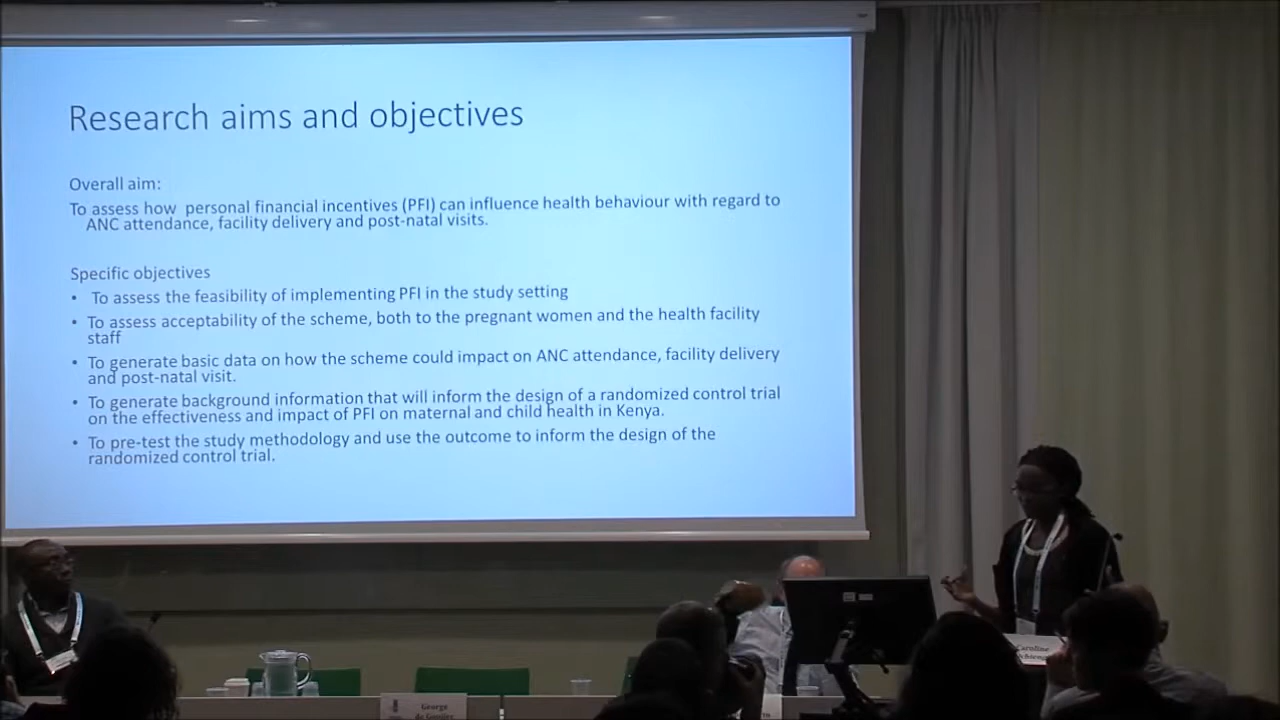 Research aims and objectives
Overall aim:
To assess how personal financial incentives (PFI) can influence health behaviour with regard to
ANC attendance, facility delivery and post-natal visits.
Specific objectives
• To assess the feasibility of implementing PFI in the study setting
• To assess acceptability of the scheme, both to the pregnant women and the health facility
staff
• To generate basic data on how the scheme could impact on ANC attendance, facility delivery
and post-natal visit.
• To generate background information that will inform the design of a randomized control trial
on the effectiveness and impact of PFI on maternal and child health in Kenya.
• To pre-test the study methodology and use the outcome to inform the design of the
randomized control trial.
Caroline
George